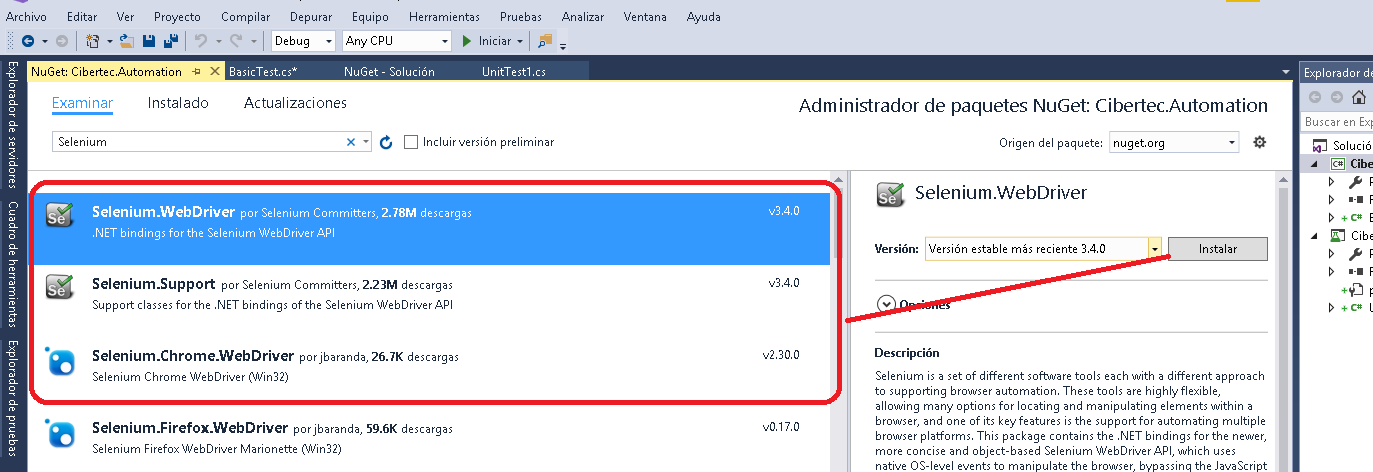 Archivo Editar Ver Proyecto Compilar Depurar Equipo Herramientas Pruebas Analizar Ventana Ayuda
Debug Any CPU Iniciar
NuGet: Cibertec.Automation BasicTest.cs* NuGet - Solución UnitTest1.cs
Explorador de servidores
Cuadro de herramientas
Explorador de pruebas
Examinar Instalado Actualizaciones
Administrador de paquetes NuGet: Cibertec.Automation
Selenium
Incluir versión preliminar
Origen del paquete: nuget.org
Se
Selenium.WebDriver por Selenium Committers, 2.78M descargas v3.4.0
.NET bindings for the Selenium WebDriver API
Se
Selenium.Support por Selenium Committers, 2.23M descargas v3.4.0
Support classes for the .NET bindings of the Selenium WebDriver API
Selenium.Chrome.WebDriver por jbaranda, 26.7K descargas v2.30.0
Selenium Chrome WebDriver (Win32)
Selenium.Firefox.WebDriver por jbaranda, 59.6K descargas v0.17.0
Selenium Firefox WebDriver Marionette (Win32)
Se
Selenium.WebDriver
Versión: Versión estable más reciente 3.4.0 Instalar
Opciones
Descripción
Selenium is a set of different software tools each with a different approach
to supporting browser automation. These tools are highly flexible,
allowing many options for locating and manipulating elements within a
browser, and one of its key features is the support for automating multiple
browser platforms. This package contains the .NET bindings for the newer,
more concise and object-based Selenium WebDriver API, which uses
native OS-level events to manipulate the browser, bypassing the JavaScript
Explorador de
Buscar en Exp
Solució
C# Cibe
P
R
C# B
Cibe
P
R
p
C# U